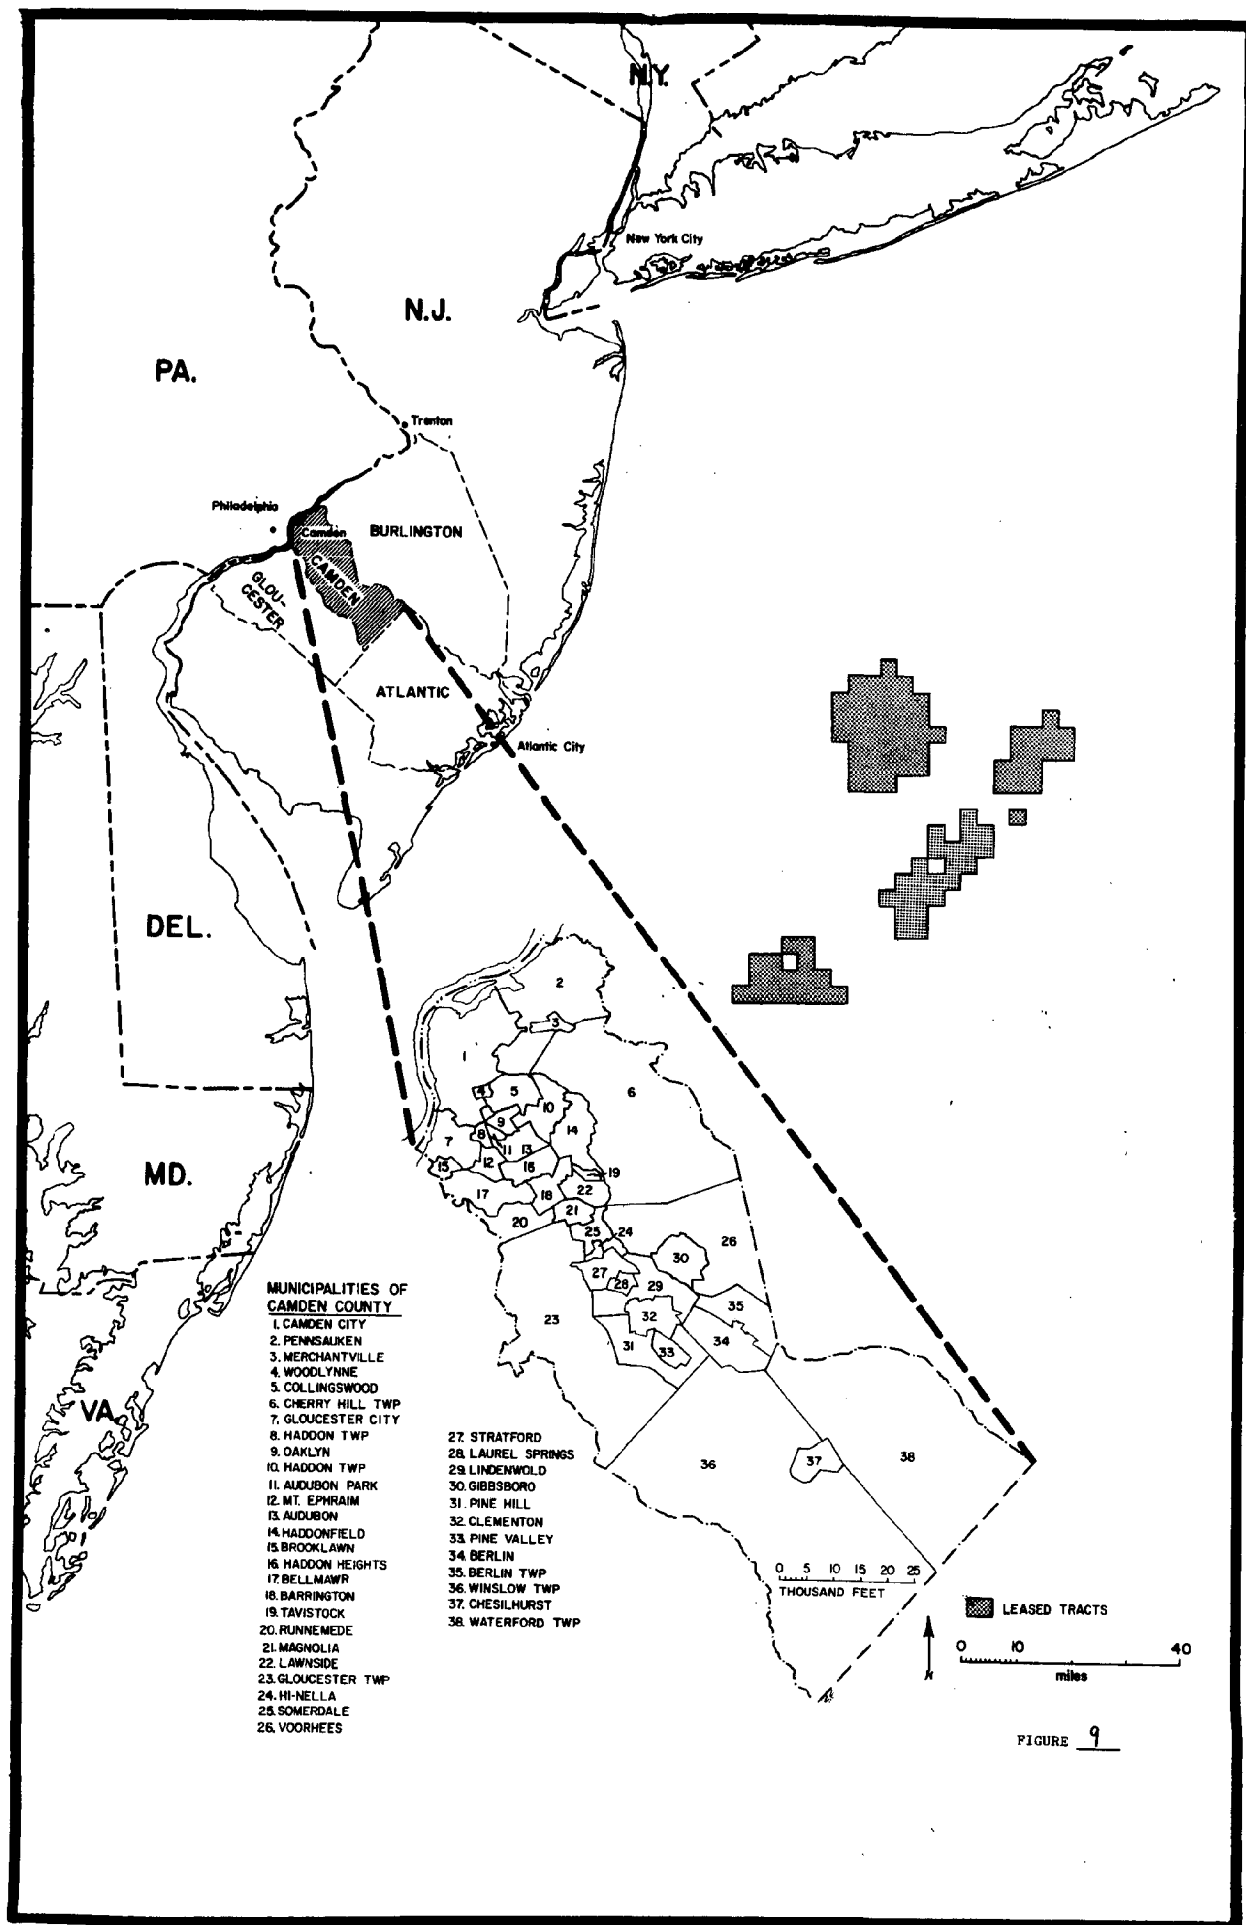 N.Y.
New York City
N.J.
PA.
Trenton
Philadelphia
Camden
BURLINGTON
CAMDEN
GLOU-
CESTER
ATLANTIC
Atlantic City
DEL.
MD.
VA.
2
3
1
6
4
5
10
9
14
7
8
11
13
12
16
15
19
17
18
22
21
20
25
24
26
30
27
28
29
35
23
32
34
31
33
36
37
38
MUNICIPALITIES OF
CAMDEN COUNTY
1. CAMDEN CITY
2. PENNSAUKEN
3. MERCHANTVILLE
4. WOODLYNNE
5. COLLINGSWOOD
6. CHERRY HILL TWP
7. GLOUCESTER CITY
8. HADDON TWP
9. OAKLYN
10. HADDON TWP
11. AUDUBON PARK
12. MT. EPHRAIM
13. AUDUBON
14. HADDONFIELD
15. BROOKLAWN
16. HADDON HEIGHTS
17. BELLMAWR
18. BARRINGTON
19. TAVISTOCK
20. RUNNEMEDE
21. MAGNOLIA
22. LAWNSIDE
23. GLOUCESTER TWP
24. HI-NELLA
25. SOMERDALE
26. VOORHEES
27. STRATFORD
28. LAUREL SPRINGS
29. LINDENWOLD
30. GIBBSBORO
31. PINE HILL
32. CLEMENTON
33. PINE VALLEY
34. BERLIN
35. BERLIN TWP
36. WINSLOW TWP
37. CHESILHURST
38. WATERFORD TWP
0 5 10 15 20 25
THOUSAND FEET
LEASED TRACTS
0 10 40
miles
N
FIGURE 9